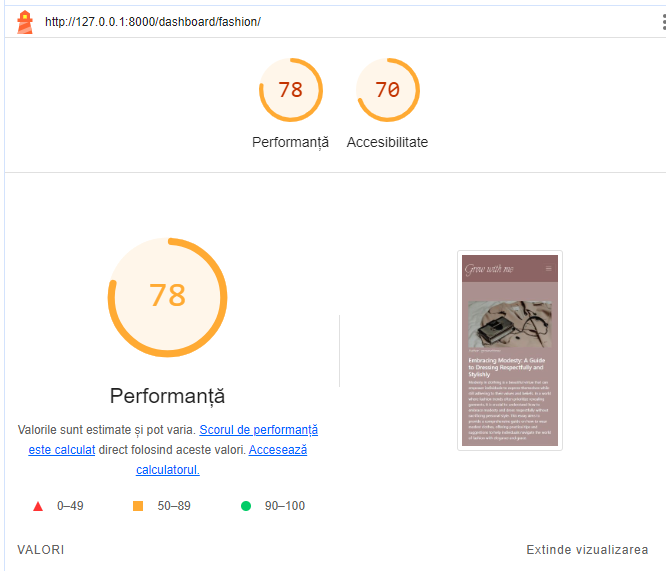 http://127.0.0.1:8000/dashboard/fashion/
78 70
Performanță Accesibilitate
78
Performanță
Valorile sunt estimate și pot varia. Scorul de performanță
este calculat direct folosind aceste valori. Accesează
calculatorul.
0–49 50–89 90–100
Grow with me
Embracing Modesty: A Guide
to Dressing Respectfully and
Stylishly
VALORI Extinde vizualizarea